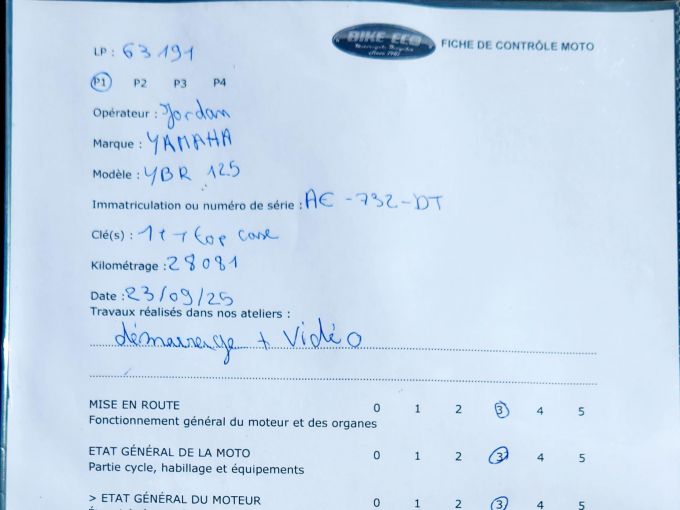 BIKE ECO
FICHE DE CONTRÔLE MOTO
LP : 63191
P1 P2 P3 P4
Opérateur : Jordan
Marque : YAMAHA
Modèle : YBR 125
Immatriculation ou numéro de série : AE-732-DT
Clé(s) : 1 + top case
Kilométrage : 28081
Date : 23/09/25
Travaux réalisés dans nos ateliers :
démarrage + vidéo
MISE EN ROUTE 0 1 2 3 4 5
Fonctionnement général du moteur et des organes
ETAT GÉNÉRAL DE LA MOTO 0 1 2 3 4 5
Partie cycle, habillage et équipements
> ETAT GÉNÉRAL DU MOTEUR 0 1 2 3 4 5